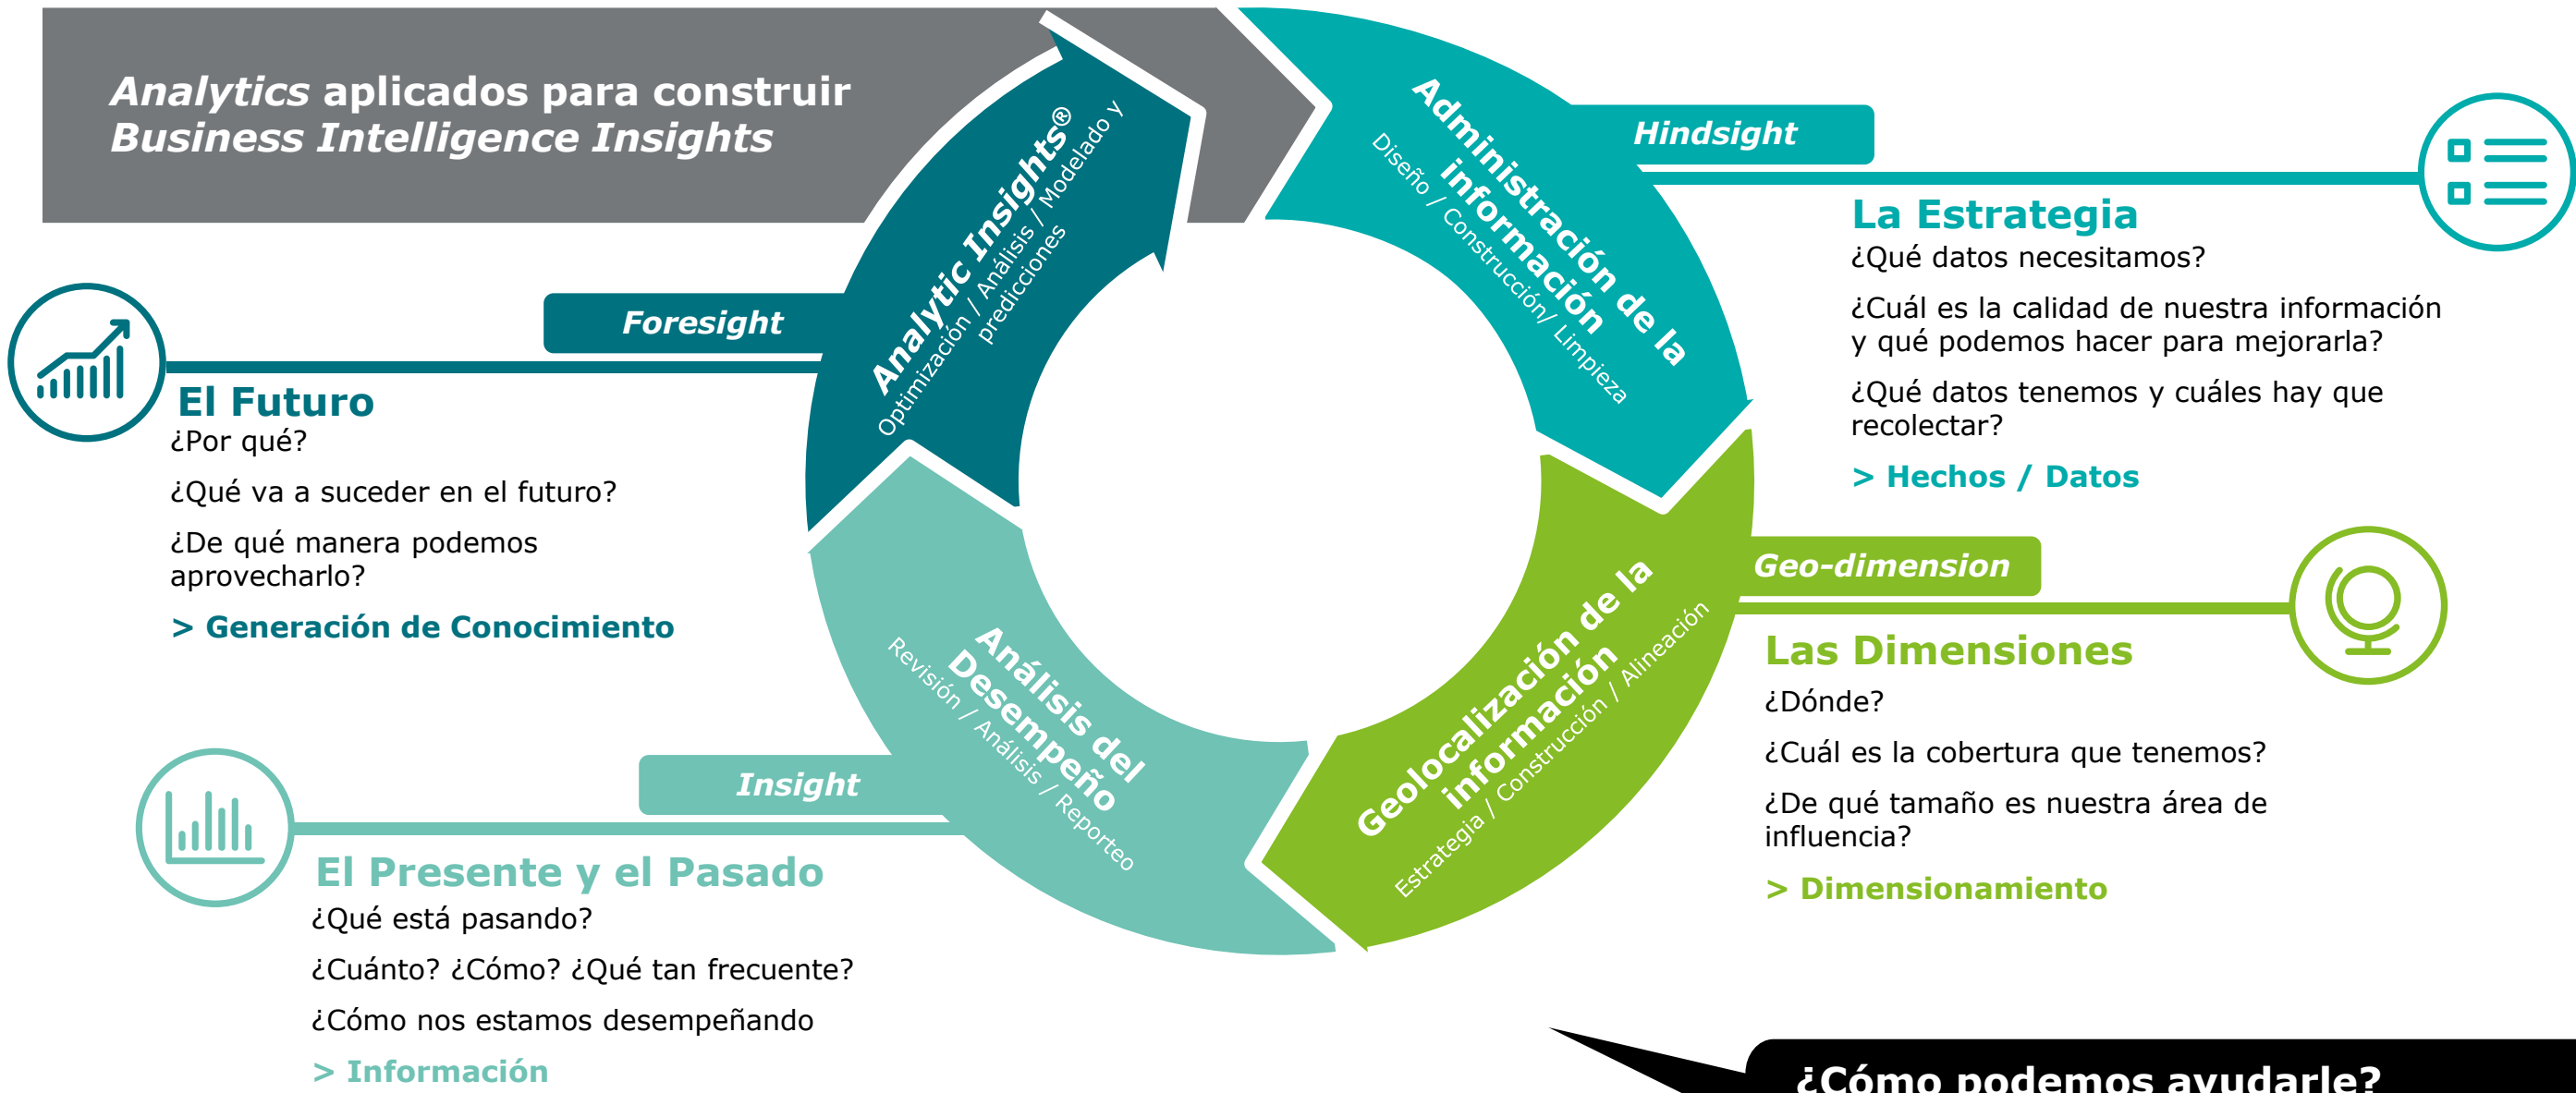 Analytics aplicados para construir
Business Intelligence Insights
Administración de la
información
Diseño / Construcción/ Limpieza
Hindsight
La Estrategia
¿Qué datos necesitamos?
¿Cuál es la calidad de nuestra información
y qué podemos hacer para mejorarla?
¿Qué datos tenemos y cuáles hay que
recolectar?
> Hechos / Datos
Geolocalización de la
información
Estrategia / Construcción / Alineación
Geo-dimension
Las Dimensiones
¿Dónde?
¿Cuál es la cobertura que tenemos?
¿De qué tamaño es nuestra área de
influencia?
> Dimensionamiento
Análisis del
Desempeño
Revisión / Análisis / Reporteo
Insight
El Presente y el Pasado
¿Qué está pasando?
¿Cuánto? ¿Cómo? ¿Qué tan frecuente?
¿Cómo nos estamos desempeñando
> Información
Analytic Insights®
Optimización / Análisis / Modelado y
predicciones
Foresight
El Futuro
¿Por qué?
¿Qué va a suceder en el futuro?
¿De qué manera podemos
aprovecharlo?
> Generación de Conocimiento
¿Cómo podemos ayudarle?